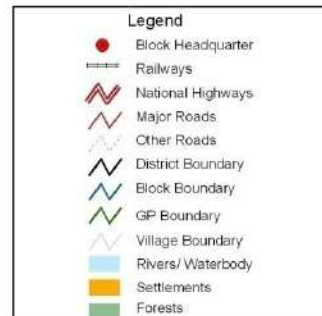 Legend
Block Headquarter
Railways
National Highways
Major Roads
Other Roads
District Boundary
Block Boundary
GP Boundary
Village Boundary
Rivers/ Waterbody
Settlements
Forests